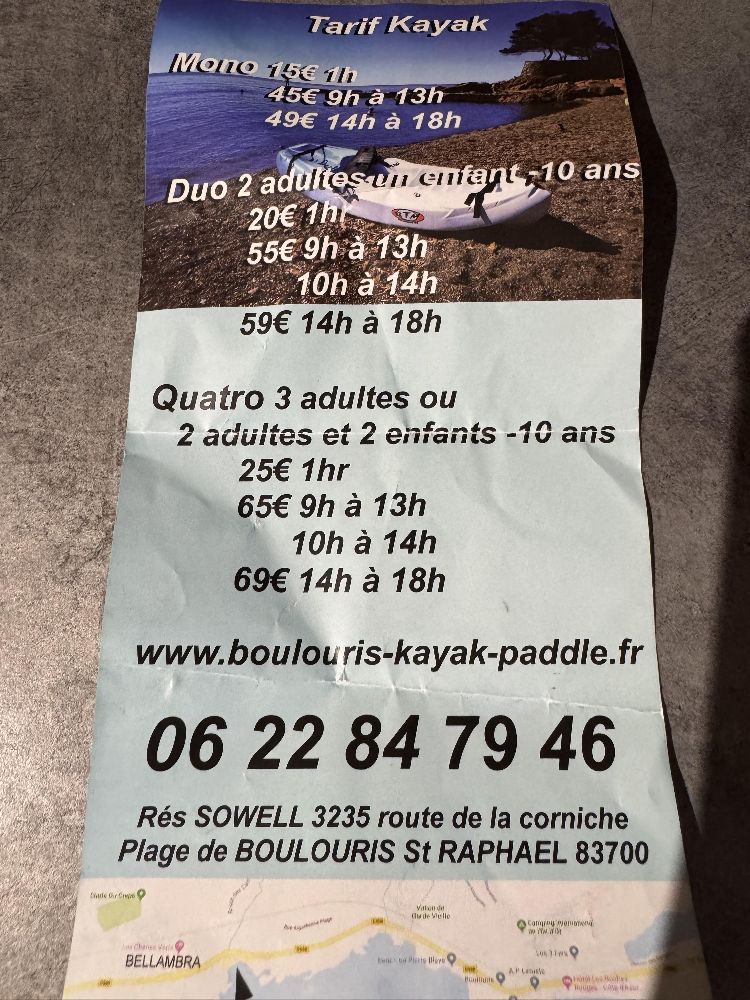 Tarif Kayak
Mono 15€ 1h
45€ 9h à 13h
49€ 14h à 18h
Duo 2 adultes un enfant -10 ans
20€ 1hr
55€ 9h à 13h
10h à 14h
59€ 14h à 18h
Quatro 3 adultes ou
2 adultes et 2 enfants -10 ans
25€ 1hr
65€ 9h à 13h
10h à 14h
69€ 14h à 18h
www.boulouris-kayak-paddle.fr
06 22 84 79 46
Rés SOWELL 3235 route de la corniche
Plage de BOULOURIS St RAPHAEL 83700
BELLAMBRA
Boulouris